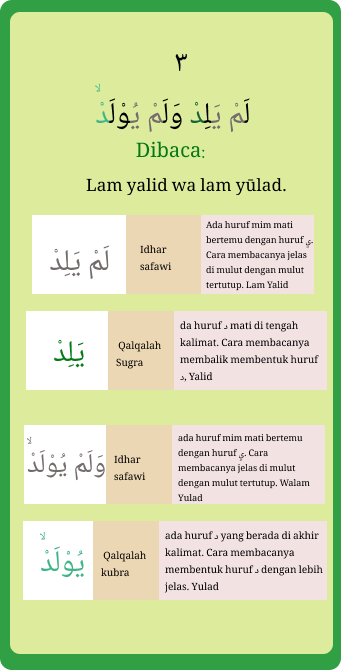 ٣
لَمْ يَلِدْ وَلَمْ يُوْلَدْ ۙ
Dibaca:
Lam yalid wa lam yūlad.
لَمْ يَلِدْ
Idhar
safawi
Ada huruf mim mati
bertemu dengan huruf ي.
Cara membacanya jelas
di mulut dengan mulut
tertutup. Lam Yalid
يَلِدْ
Qalqalah
Sugra
da huruf د mati di tengah
kalimat. Cara membacanya
membalik membentuk huruf
د, Yalid
وَلَمْ يُوْلَدْ ۙ
Idhar
safawi
ada huruf mim mati bertemu
dengan huruf ي. Cara
membacanya jelas di mulut
dengan mulut tertutup. Walam
Yulad
يُوْلَدْ ۙ
Qalqalah
kubra
ada huruf د yang berada di akhir
kalimat. Cara membacanya
membentuk huruf د dengan lebih
jelas. Yulad